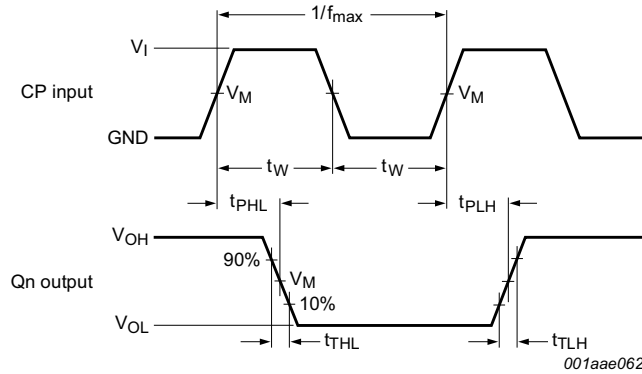 1/fmax
VI
CP input
VM
VM
GND
tW
tW
tPHL
tPLH
VOH
90%
VM
Qn output
10%
VOL
tTHL
tTLH
001aae062